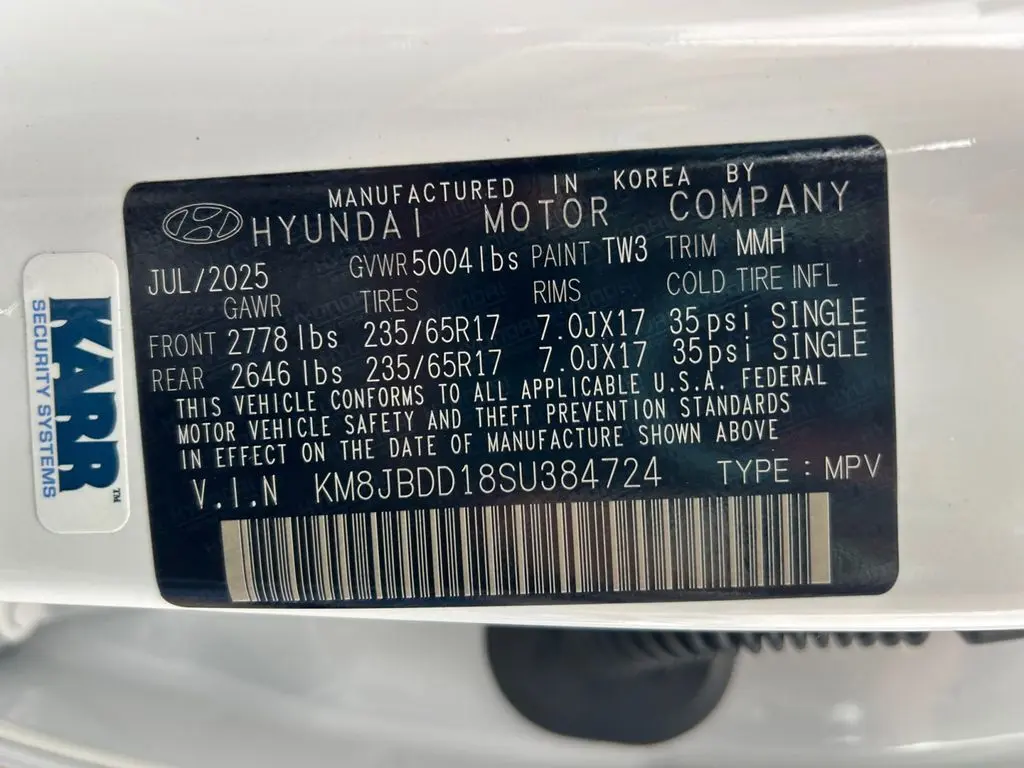 MANUFACTURED IN KOREA BY
HYUNDAI MOTOR COMPANY
JUL/2025 GVWR 5004lbs PAINT TW3 TRIM MMH
GAWR TIRES RIMS COLD TIRE INFL
FRONT 2778 lbs 235/65R17 7.0JX17 35psi SINGLE
REAR 2646 lbs 235/65R17 7.0JX17 35psi SINGLE
THIS VEHICLE CONFORMS TO ALL APPLICABLE U.S.A. FEDERAL
MOTOR VEHICLE SAFETY AND THEFT PREVENTION STANDARDS
IN EFFECT ON THE DATE OF MANUFACTURE SHOWN ABOVE
V.I.N KM8JBDD18SU384724 TYPE : MPV
KARR
SECURITY SYSTEMS